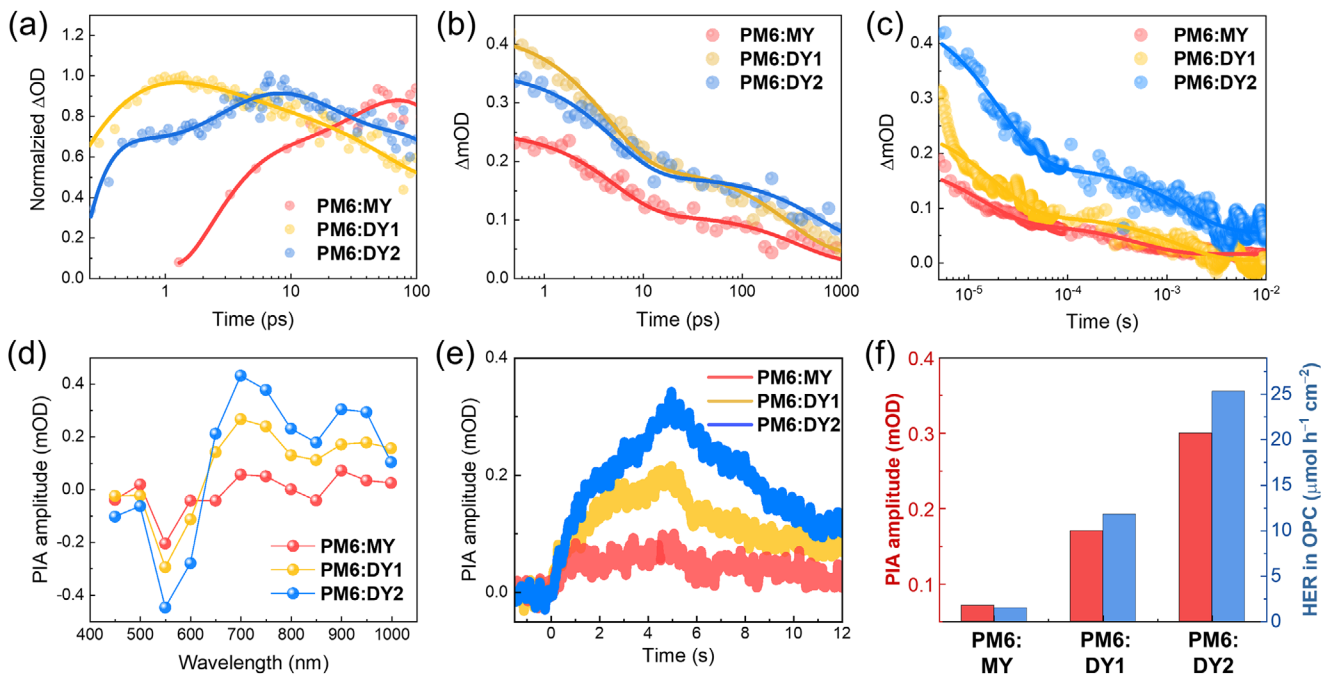 (a)
Normalzied ΔOD
1.2
1.0
0.8
0.6
0.4
0.2
0.0
PM6:MY
PM6:DY1
PM6:DY2
1
10
100
Time (ps)
(b)
ΔmOD
0.4
0.3
0.2
0.1
0.0
PM6:MY
PM6:DY1
PM6:DY2
1
10
100
1000
Time (ps)
(c)
ΔmOD
0.4
0.3
0.2
0.1
0.0
PM6:MY
PM6:DY1
PM6:DY2
10⁻⁵
10⁻⁴
10⁻³
10⁻²
Time (s)
(d)
PIA amplitude (mOD)
0.4
0.2
0.0
-0.2
-0.4
PM6:MY
PM6:DY1
PM6:DY2
400 500 600 700 800 900 1000
Wavelength (nm)
(e)
PIA amplitude (mOD)
0.4
0.2
0.0
PM6:MY
PM6:DY1
PM6:DY2
0 2 4 6 8 10 12
Time (s)
(f)
PIA amplitude (mOD)
0.4
0.3
0.2
0.1
HER in OPC (μmol h⁻¹ cm⁻²)
25
20
15
10
5
0
PM6:
MY
PM6:
DY1
PM6:
DY2